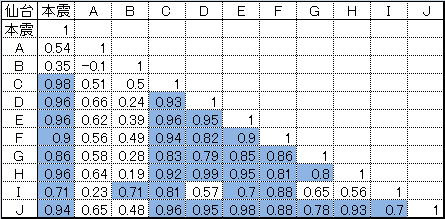 仙台 本震 A B C D E F G H I J
本震 1
A 0.54 1
B 0.35 -0.1 1
C 0.98 0.51 0.5 1
D 0.96 0.66 0.24 0.93 1
E 0.96 0.62 0.39 0.96 0.95 1
F 0.9 0.56 0.49 0.94 0.82 0.9 1
G 0.86 0.58 0.28 0.83 0.79 0.85 0.86 1
H 0.96 0.64 0.19 0.92 0.99 0.95 0.81 0.8 1
I 0.71 0.23 0.71 0.81 0.57 0.7 0.88 0.65 0.56 1
J 0.94 0.65 0.48 0.96 0.95 0.98 0.88 0.78 0.93 0.7 1